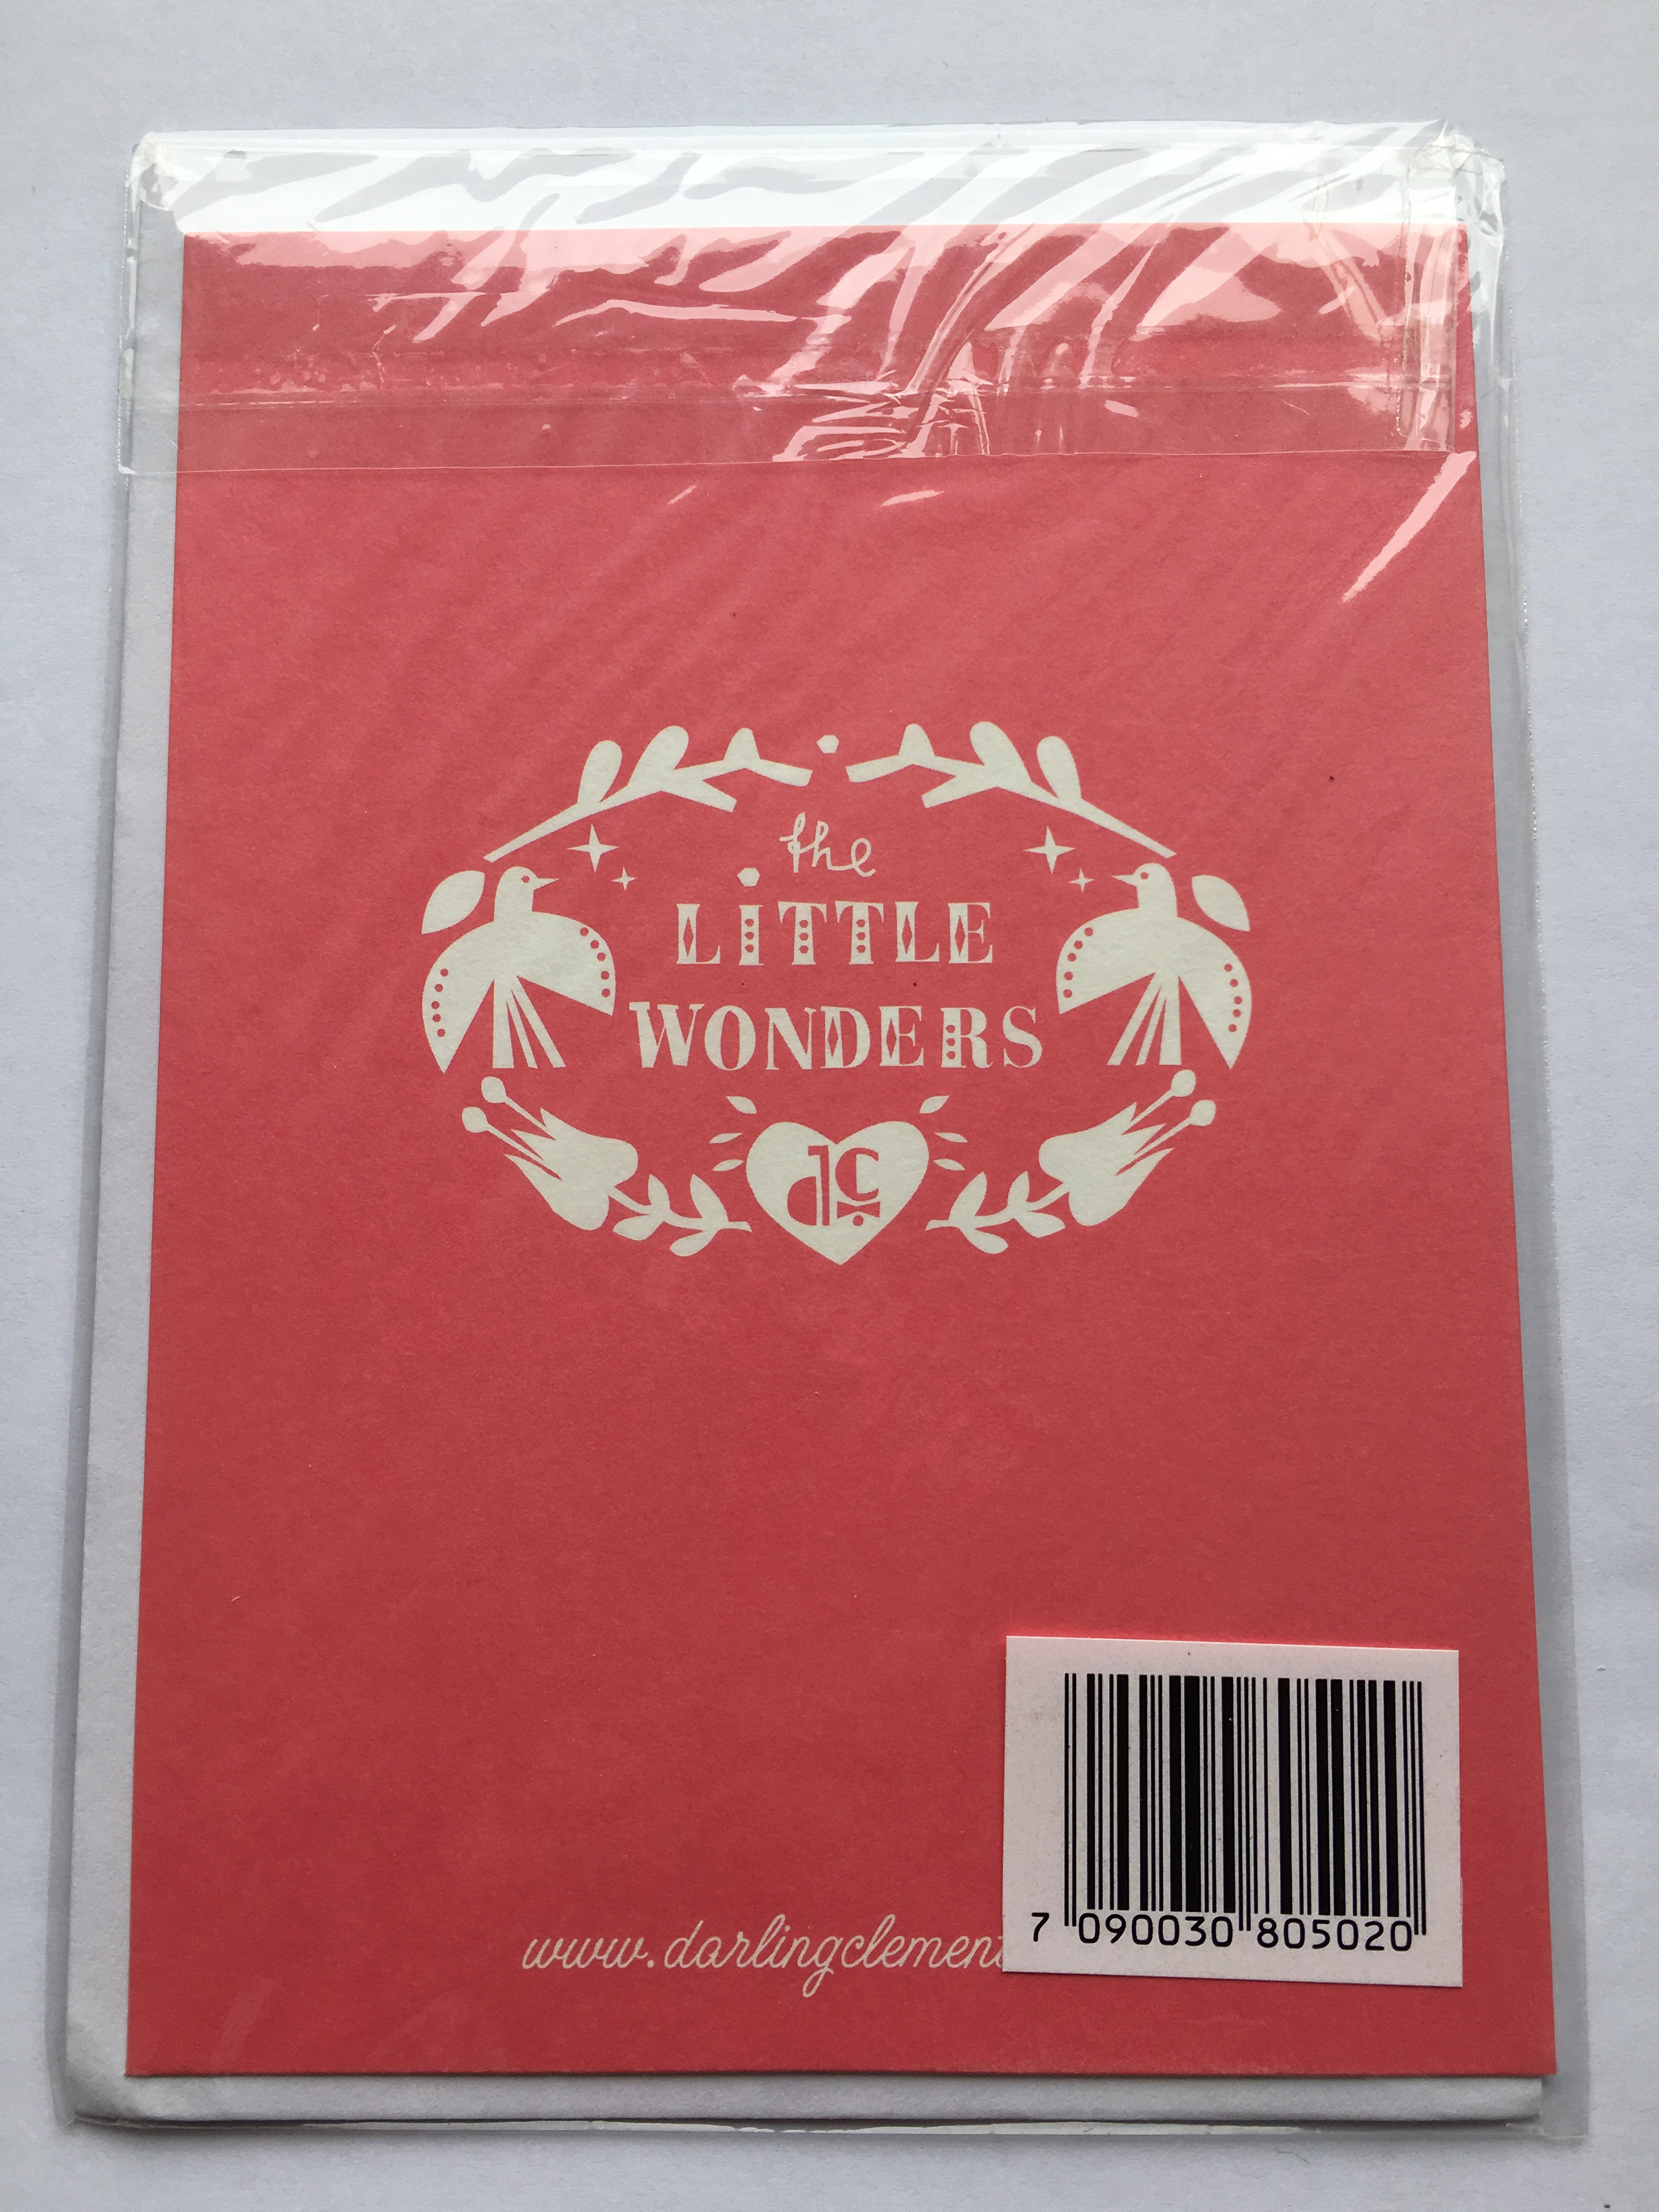 the
LiTTLE
WONDERS
dc
www.darlingclement
7 090030 805020